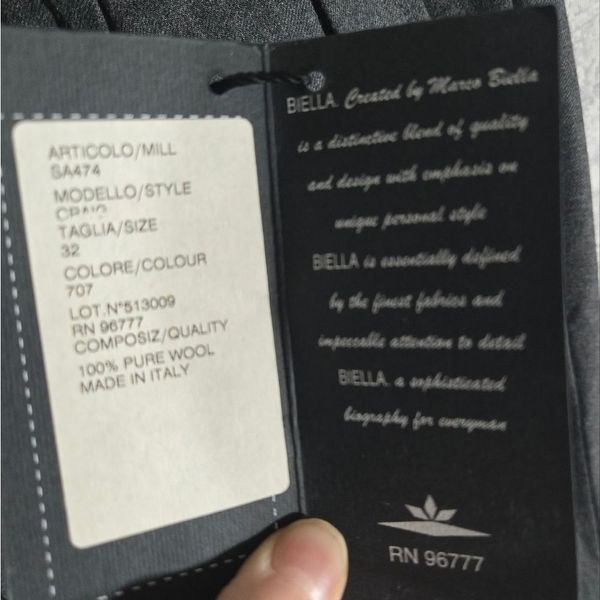 ARTICOLO/MILL
SA474
MODELLO/STYLE
CRAIG
TAGLIA/SIZE
32
COLORE/COLOUR
707
LOT.N°513009
RN 96777
COMPOSIZ/QUALITY
100% PURE WOOL
MADE IN ITALY
BIELLA. Created by Marco Biella
is a distinctive blend of quality
and design with emphasis on
unique personal style
BIELLA is essentially defined
by the finest fabrics and
impeccable attention to detail
BIELLA. a sophisticated
biography for everyman
RN 96777